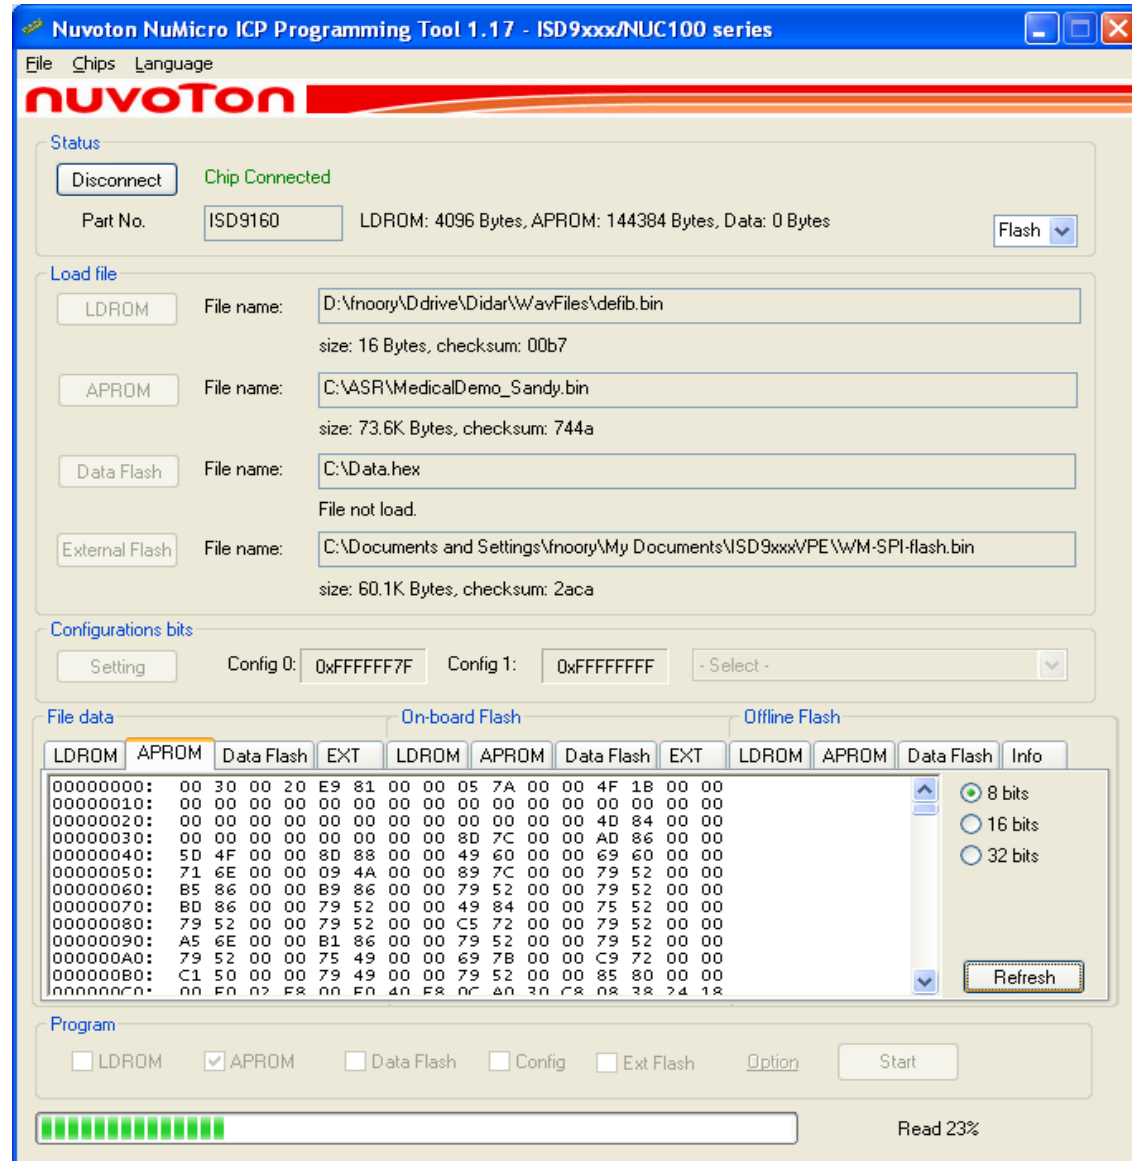 Nuvoton NuMicro ICP Programming Tool 1.17 - ISD9xxx/NUC100 series
File Chips Language
nuvoTon
Status
Disconnect Chip Connected
Part No. ISD9160 LDROM: 4096 Bytes, APROM: 144384 Bytes, Data: 0 Bytes Flash
Load file
LDROM File name: D:\fnoory\Ddrive\Didar\WavFiles\defib.bin
size: 16 Bytes, checksum: 00b7
APROM File name: C:\ASR\MedicalDemo_Sandy.bin
size: 73.6K Bytes, checksum: 744a
Data Flash File name: C:\Data.hex
File not load.
External Flash File name: C:\Documents and Settings\fnoory\My Documents\ISD9xxxVPE\WM-SPI-flash.bin
size: 60.1K Bytes, checksum: 2aca
Configurations bits
Setting Config 0: 0xFFFFFF7F Config 1: 0xFFFFFFFF - Select -
File data On-board Flash Offline Flash
LDROM APROM Data Flash EXT LDROM APROM Data Flash EXT LDROM APROM Data Flash Info
00000000: 00 30 00 20 E9 81 00 00 05 7A 00 00 4F 1B 00 00
00000010: 00 00 00 00 00 00 00 00 00 00 00 00 00 00 00 00
00000020: 00 00 00 00 00 00 00 00 00 00 00 00 4D 84 00 00
00000030: 00 00 00 00 00 00 00 00 8D 7C 00 00 AD 86 00 00
00000040: 5D 4F 00 00 8D 88 00 00 49 60 00 00 69 60 00 00
00000050: 71 6E 00 00 09 4A 00 00 89 7C 00 00 79 52 00 00
00000060: B5 86 00 00 B9 86 00 00 79 52 00 00 79 52 00 00
00000070: BD 86 00 00 79 52 00 00 49 84 00 00 75 52 00 00
00000080: 79 52 00 00 79 52 00 00 C5 72 00 00 79 52 00 00
00000090: A5 6E 00 00 B1 86 00 00 79 52 00 00 79 52 00 00
000000A0: 79 52 00 00 75 49 00 00 69 7B 00 00 C9 72 00 00
000000B0: C1 50 00 00 79 49 00 00 79 52 00 00 85 80 00 00
000000C0: 00 F0 02 F8 00 F0 40 F8 0C A0 30 C8 08 38 24 18
8 bits
16 bits
32 bits
Refresh
Program
LDROM APROM Data Flash Config Ext Flash Option Start
Read 23%